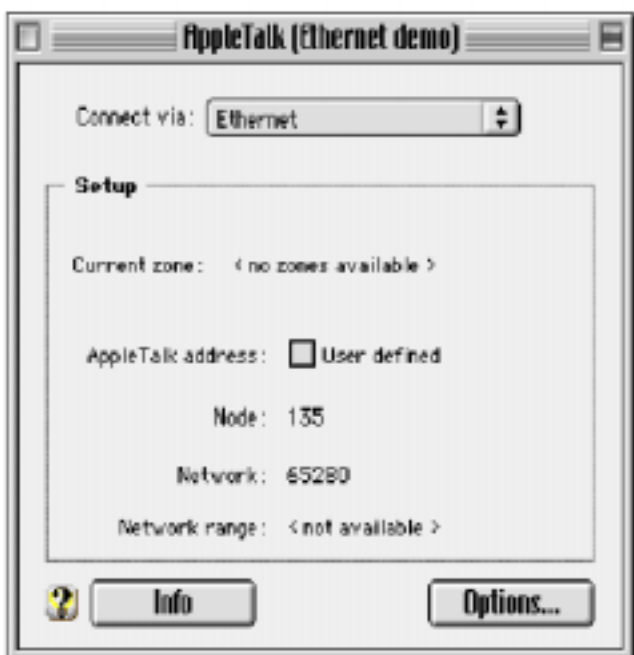 AppleTalk (Ethernet demo)
Connect via: Ethernet
Setup
Current zone: < no zones available >
AppleTalk address: User defined
Node: 135
Network: 65280
Network range: < not available >
? Info Options...